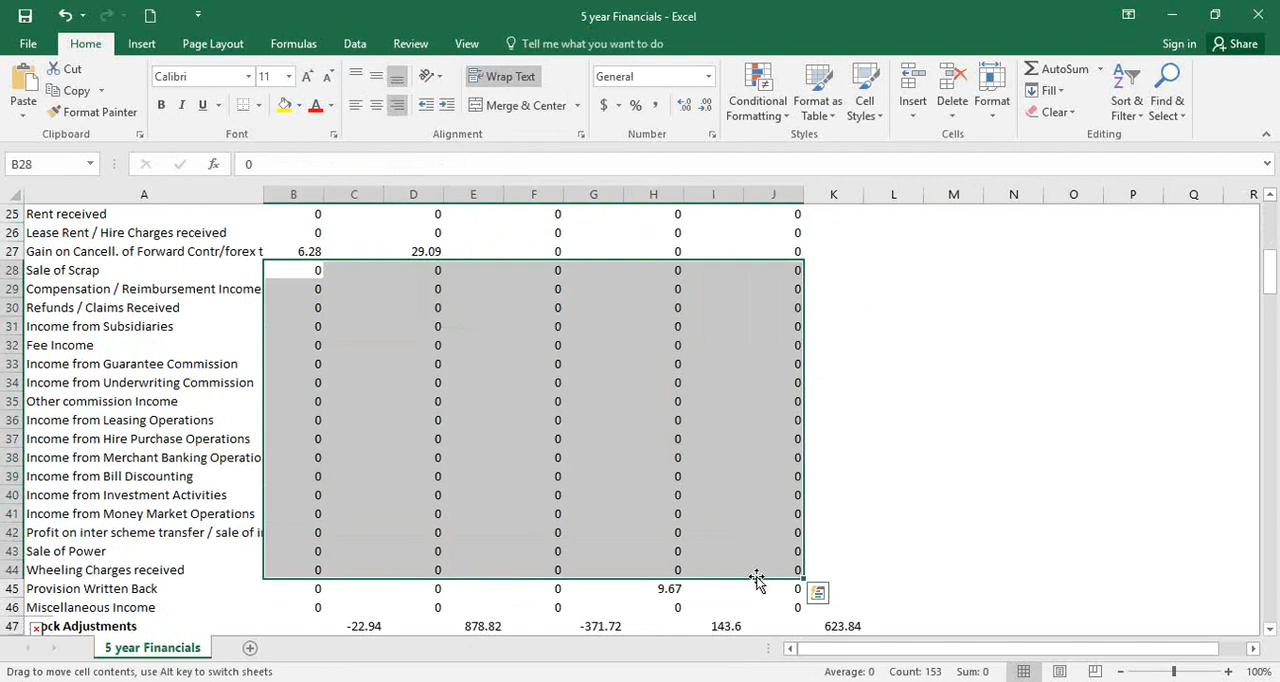 5 year Financials - Excel
File Home Insert Page Layout Formulas Data Review View Tell me what you want to do Sign in Share
Paste Cut Copy Format Painter Clipboard
Calibri 11 B I U A Font
Wrap Text Merge & Center Alignment
General $ % , Number
Conditional Formatting Format as Table Cell Styles Styles
Insert Delete Format Cells
AutoSum Fill Clear Sort & Filter Find & Select Editing
B28 fx 0
A B C D E F G H I J K L M N O P Q R
25 Rent received 0 0 0 0 0
26 Lease Rent / Hire Charges received 0 0 0 0 0
27 Gain on Cancell. of Forward Contr/forex t 6.28 29.09 0 0 0
28 Sale of Scrap 0 0 0 0 0
29 Compensation / Reimbursement Income 0 0 0 0 0
30 Refunds / Claims Received 0 0 0 0 0
31 Income from Subsidiaries 0 0 0 0 0
32 Fee Income 0 0 0 0 0
33 Income from Guarantee Commission 0 0 0 0 0
34 Income from Underwriting Commission 0 0 0 0 0
35 Other commission Income 0 0 0 0 0
36 Income from Leasing Operations 0 0 0 0 0
37 Income from Hire Purchase Operations 0 0 0 0 0
38 Income from Merchant Banking Operatio 0 0 0 0 0
39 Income from Bill Discounting 0 0 0 0 0
40 Income from Investment Activities 0 0 0 0 0
41 Income from Money Market Operations 0 0 0 0 0
42 Profit on inter scheme transfer / sale of i 0 0 0 0 0
43 Sale of Power 0 0 0 0 0
44 Wheeling Charges received 0 0 0 0 0
45 Provision Written Back 0 0 0 9.67 0
46 Miscellaneous Income 0 0 0 0 0
47 ock Adjustments -22.94 878.82 -371.72 143.6 623.84
5 year Financials
Drag to move cell contents, use Alt key to switch sheets Average: 0 Count: 153 Sum: 0 100%